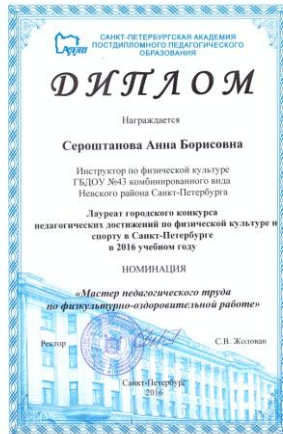 САНКТ-ПЕТЕРБУРГСКАЯ АКАДЕМИЯ
ПОСТДИПЛОМНОГО ПЕДАГОГИЧЕСКОГО
ОБРАЗОВАНИЯ
ДИПЛОМ
Награждается
Сероштанова Анна Борисовна
Инструктор по физической культуре
ГБДОУ №43 комбинированного вида
Невского района Санкт-Петербурга
Лауреат городского конкурса
педагогических достижений по физической культуре и
спорту в Санкт-Петербурге
в 2016 учебном году
НОМИНАЦИЯ
«Мастер педагогического труда
по физкультурно-оздоровительной работе»
Ректор С.В. Жолован
Санкт-Петербург
2016